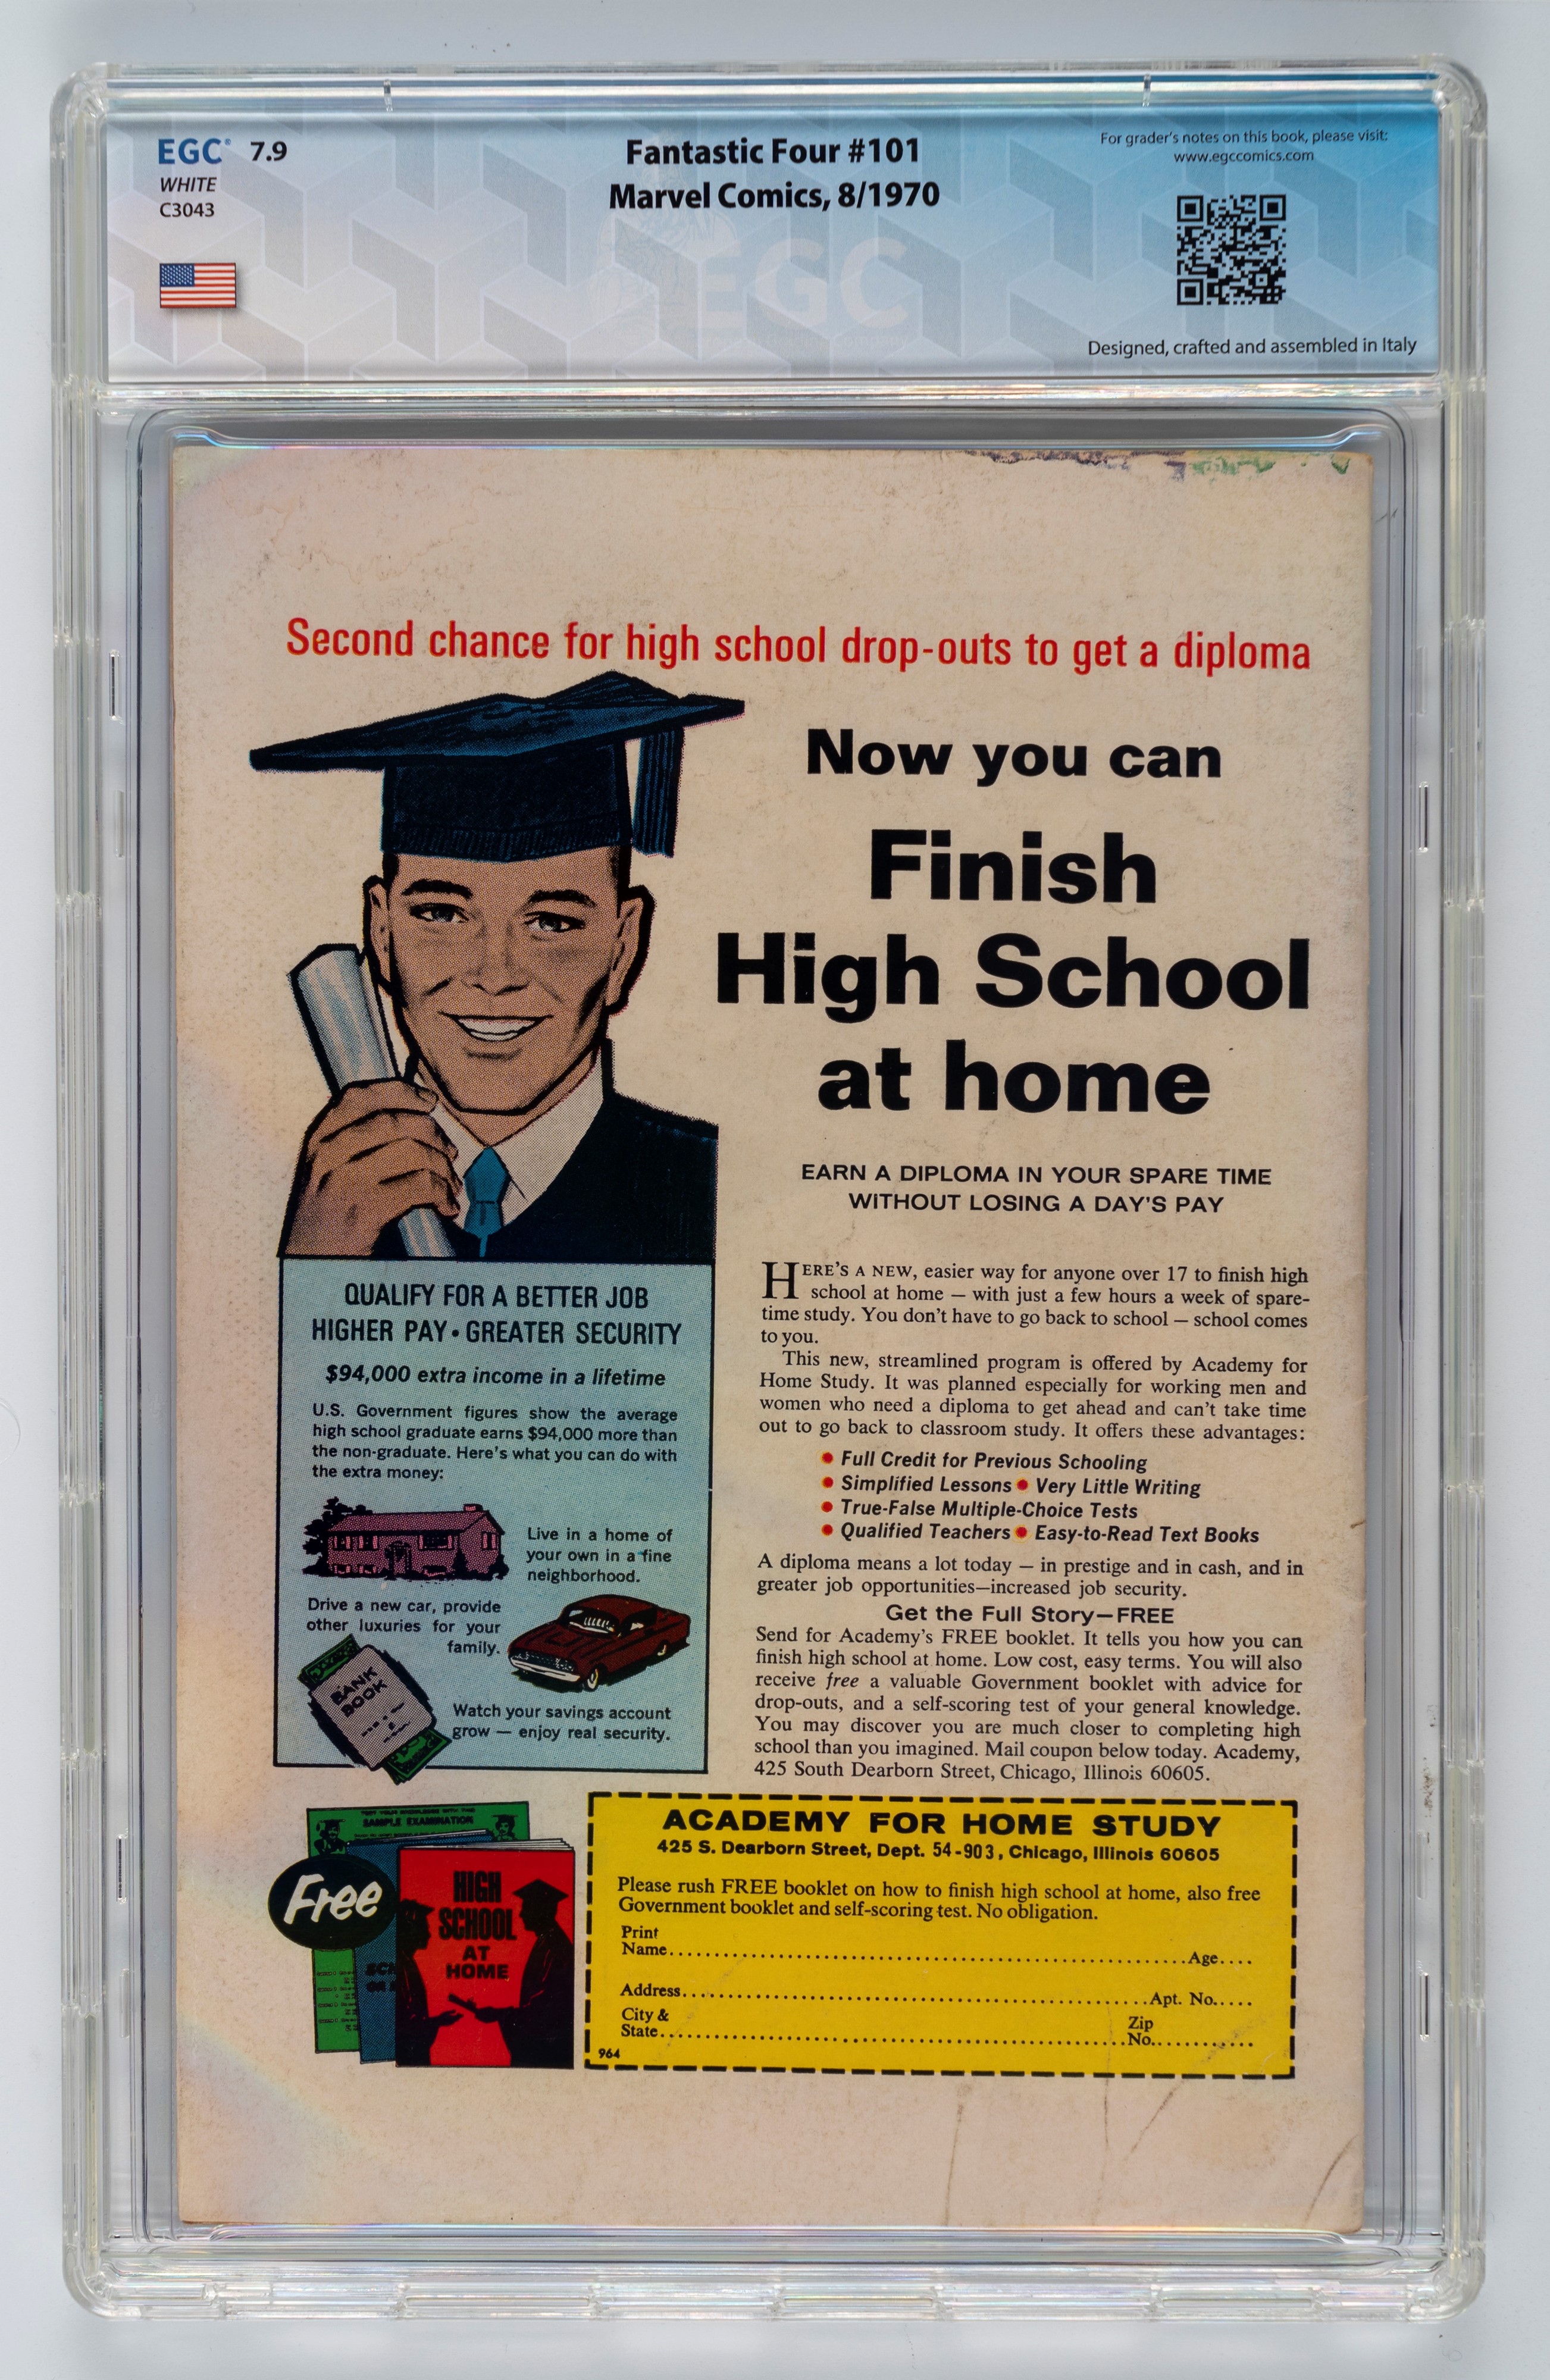 EGC® 7.9
WHITE
C3043
Fantastic Four #101
Marvel Comics, 8/1970
For grader's notes on this book, please visit:
www.egccomics.com
EGC
Designed, crafted and assembled in Italy
Second chance for high school drop-outs to get a diploma
Now you can
Finish
High School
at home
EARN A DIPLOMA IN YOUR SPARE TIME
WITHOUT LOSING A DAY'S PAY
QUALIFY FOR A BETTER JOB
HIGHER PAY • GREATER SECURITY
$94,000 extra income in a lifetime
U.S. Government figures show the average
high school graduate earns $94,000 more than
the non-graduate. Here's what you can do with
the extra money:
Live in a home of
your own in a fine
neighborhood.
Drive a new car, provide
other luxuries for your
family.
BANK
BOOK
Watch your savings account
grow — enjoy real security.
HERE'S A NEW, easier way for anyone over 17 to finish high
school at home — with just a few hours a week of spare-
time study. You don't have to go back to school — school comes
to you.
This new, streamlined program is offered by Academy for
Home Study. It was planned especially for working men and
women who need a diploma to get ahead and can't take time
out to go back to classroom study. It offers these advantages:
• Full Credit for Previous Schooling
• Simplified Lessons • Very Little Writing
• True-False Multiple-Choice Tests
• Qualified Teachers • Easy-to-Read Text Books
A diploma means a lot today — in prestige and in cash, and in
greater job opportunities—increased job security.
Get the Full Story—FREE
Send for Academy's FREE booklet. It tells you how you can
finish high school at home. Low cost, easy terms. You will also
receive free a valuable Government booklet with advice for
drop-outs, and a self-scoring test of your general knowledge.
You may discover you are much closer to completing high
school than you imagined. Mail coupon below today. Academy,
425 South Dearborn Street, Chicago, Illinois 60605.
TEST YOUR KNOWLEDGE WITH THIS
SAMPLE EXAMINATION
Free
HIGH
SCHOOL
AT
HOME
ACADEMY FOR HOME STUDY
425 S. Dearborn Street, Dept. 54-903, Chicago, Illinois 60605
Please rush FREE booklet on how to finish high school at home, also free
Government booklet and self-scoring test. No obligation.
Print
Name.....Age....
Address.....Apt. No.....
City & Zip
State.....No.....
964